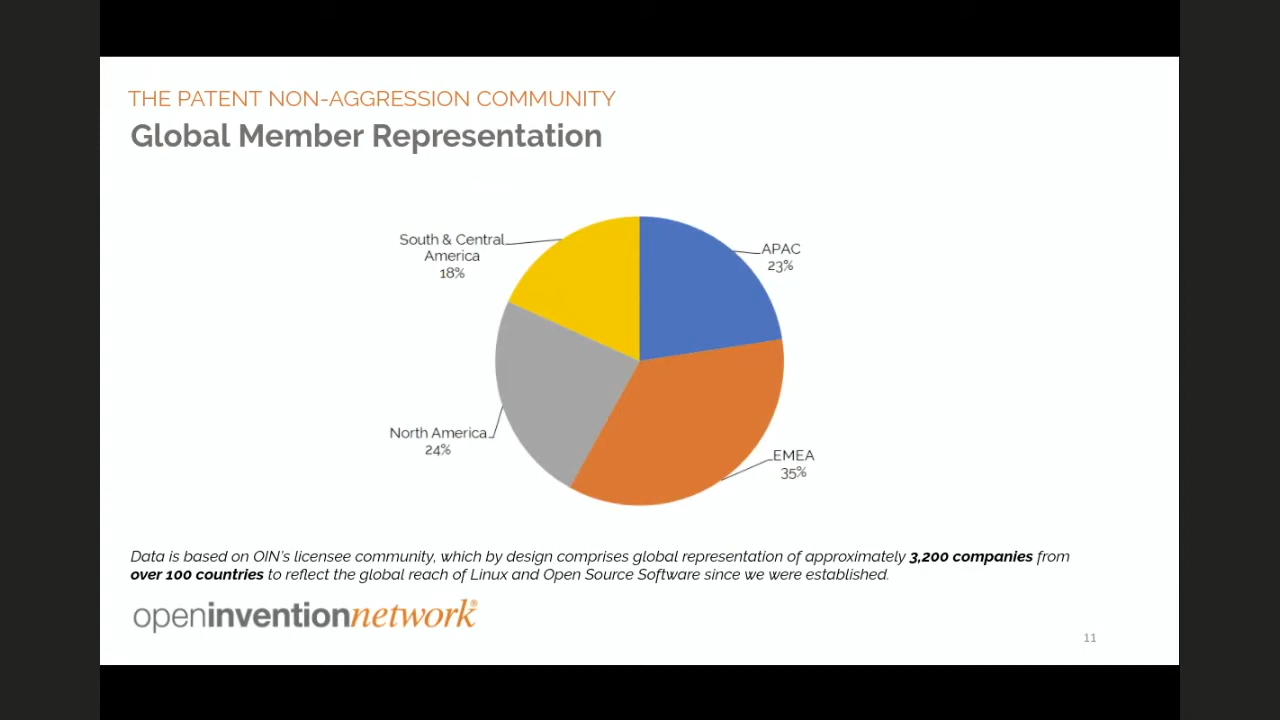 THE PATENT NON-AGGRESSION COMMUNITY
Global Member Representation
South & Central
America
18%
APAC
23%
North America
24%
EMEA
35%
Data is based on OIN's licensee community, which by design comprises global representation of approximately 3,200 companies from
over 100 countries to reflect the global reach of Linux and Open Source Software since we were established.
openinventionnetwork®
11